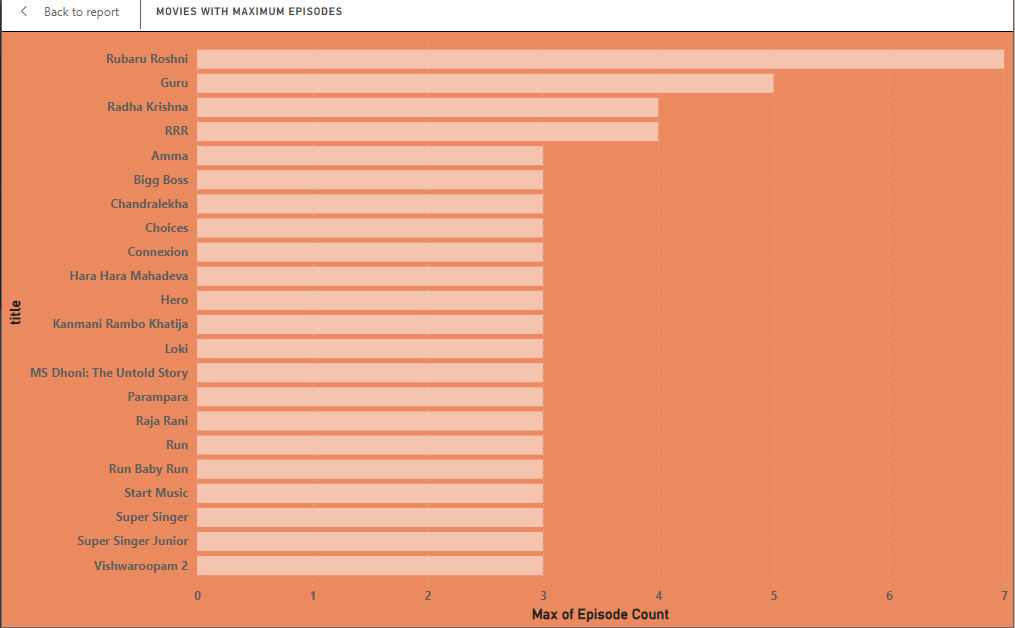 Back to report
MOVIES WITH MAXIMUM EPISODES
Rubaru Roshni
Guru
Radha Krishna
RRR
Amma
Bigg Boss
Chandralekha
Choices
Connexion
Hara Hara Mahadeva
Hero
title
Kanmani Rambo Khatija
Loki
MS Dhoni: The Untold Story
Parampara
Raja Rani
Run
Run Baby Run
Start Music
Super Singer
Super Singer Junior
Vishwaroopam 2
0 1 2 3 4 5 6 7
Max of Episode Count